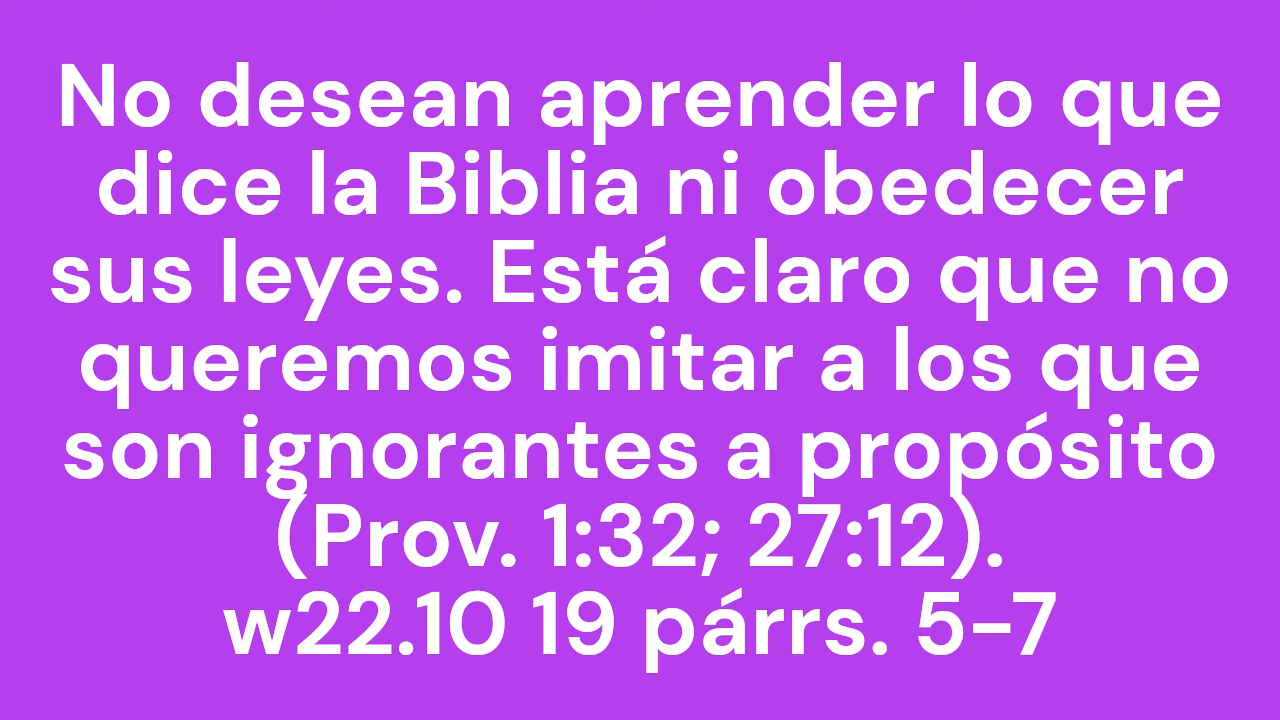 No desean aprender lo que
dice la Biblia ni obedecer
sus leyes. Está claro que no
queremos imitar a los que
son ignorantes a propósito
(Prov. 1:32; 27:12).
w22.10 19 párrs. 5-7